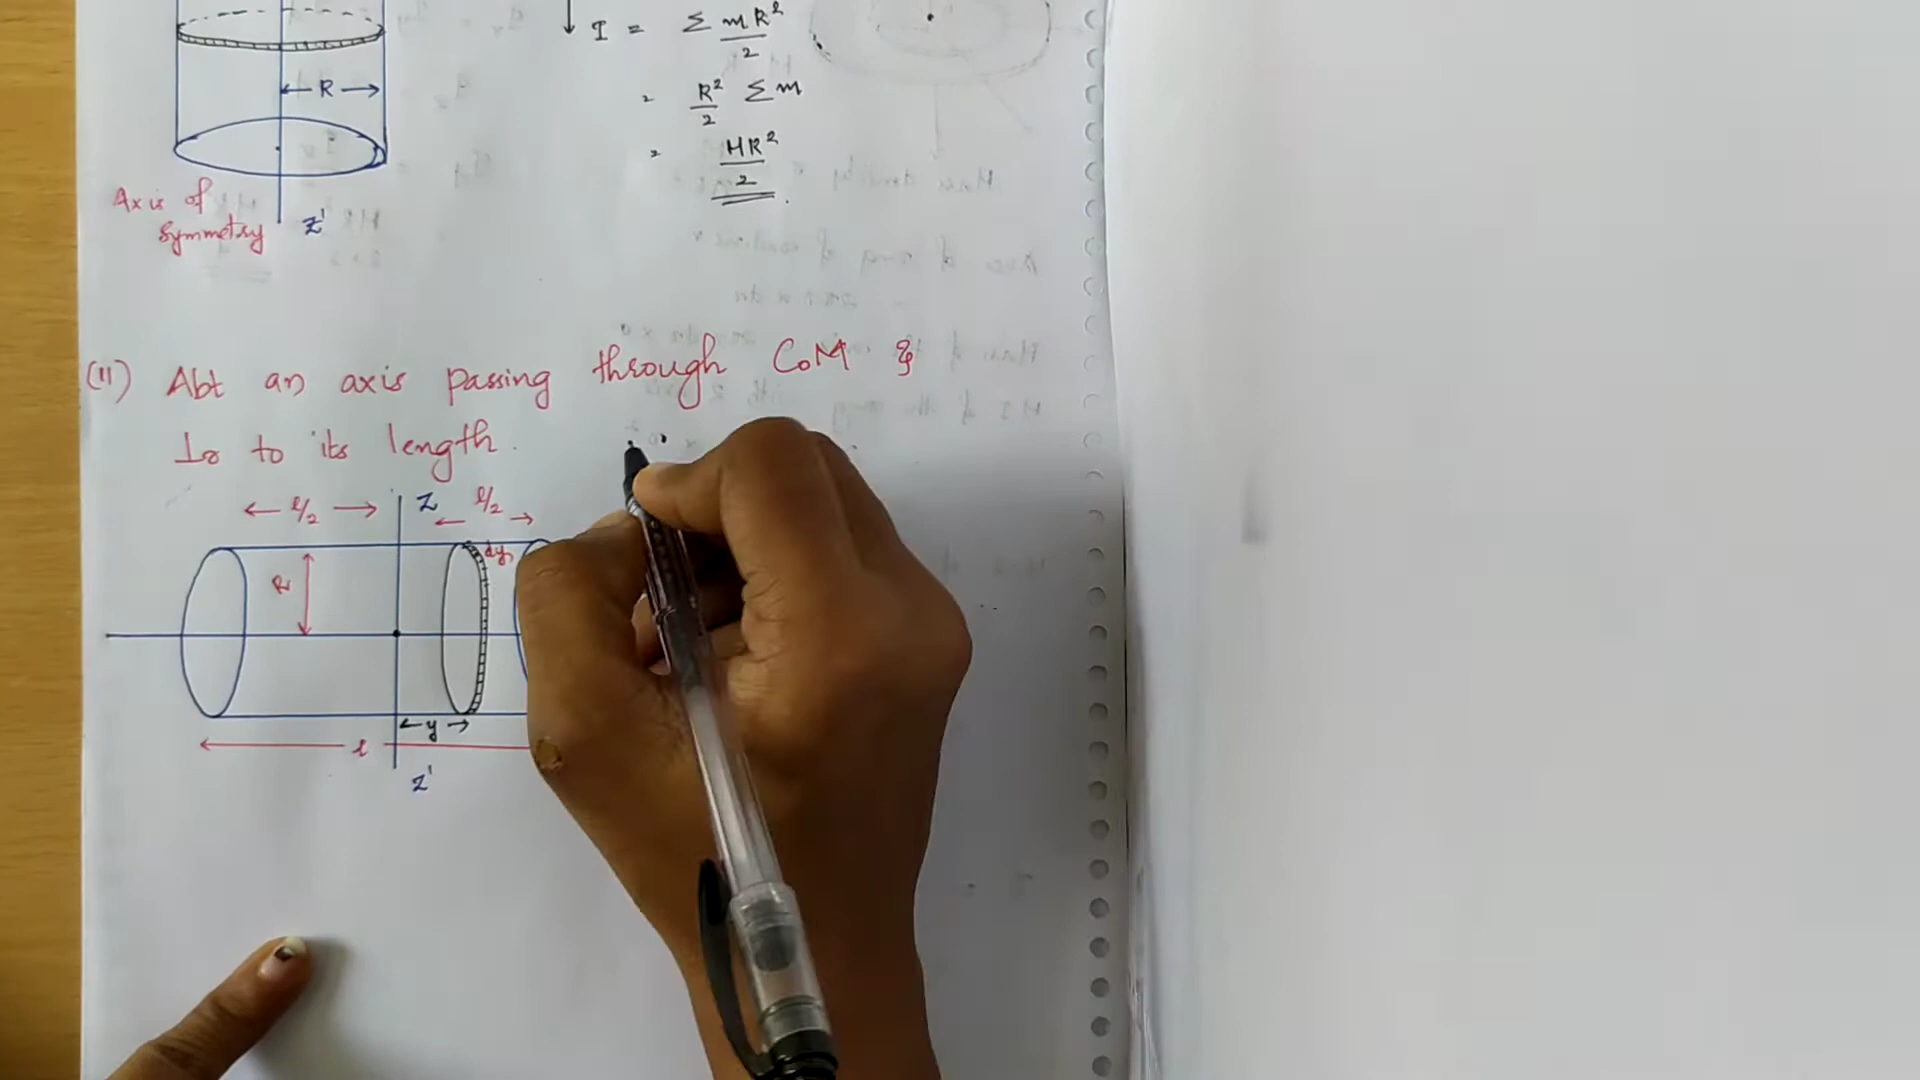 I = Σ mR²/2
R
= R²/2 Σm
= MR²/2
Axis of
Symmetry
Z'
(II) Abt an axis passing through CoM &
⊥r to its length.
l/2
Z
l/2
dy
R
y
l
Z'